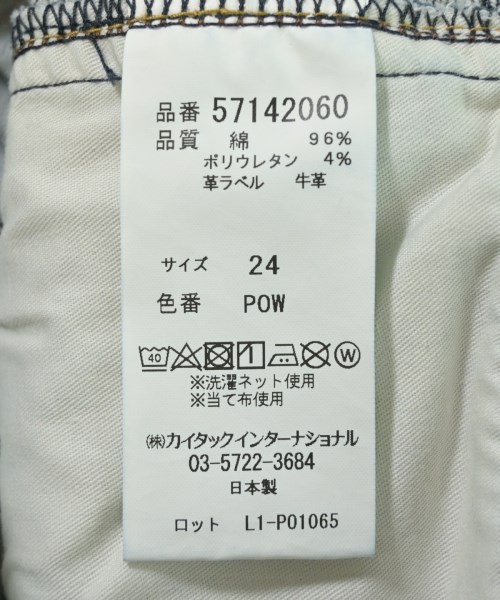 品番 57142060
品質 綿 96%
ポリウレタン 4%
革ラベル 牛革
サイズ 24
色番 POW
40 W
※洗濯ネット使用
※当て布使用
㈱カイタックインターナショナル
03-5722-3684
日本製
ロット L1-P01065